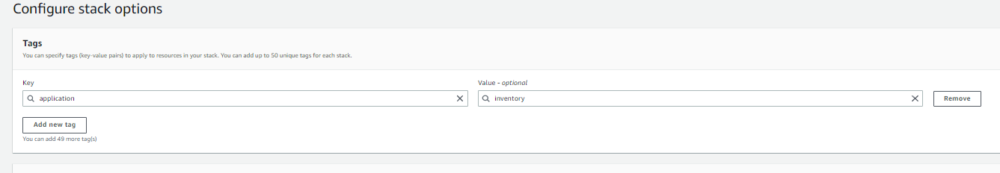 Configure stack options
Tags
You can specify tags (key-value pairs) to apply to resources in your stack. You can add up to 50 unique tags for each stack.
Key
Value - optional
application
inventory
Remove
Add new tag
You can add 49 more tag(s)